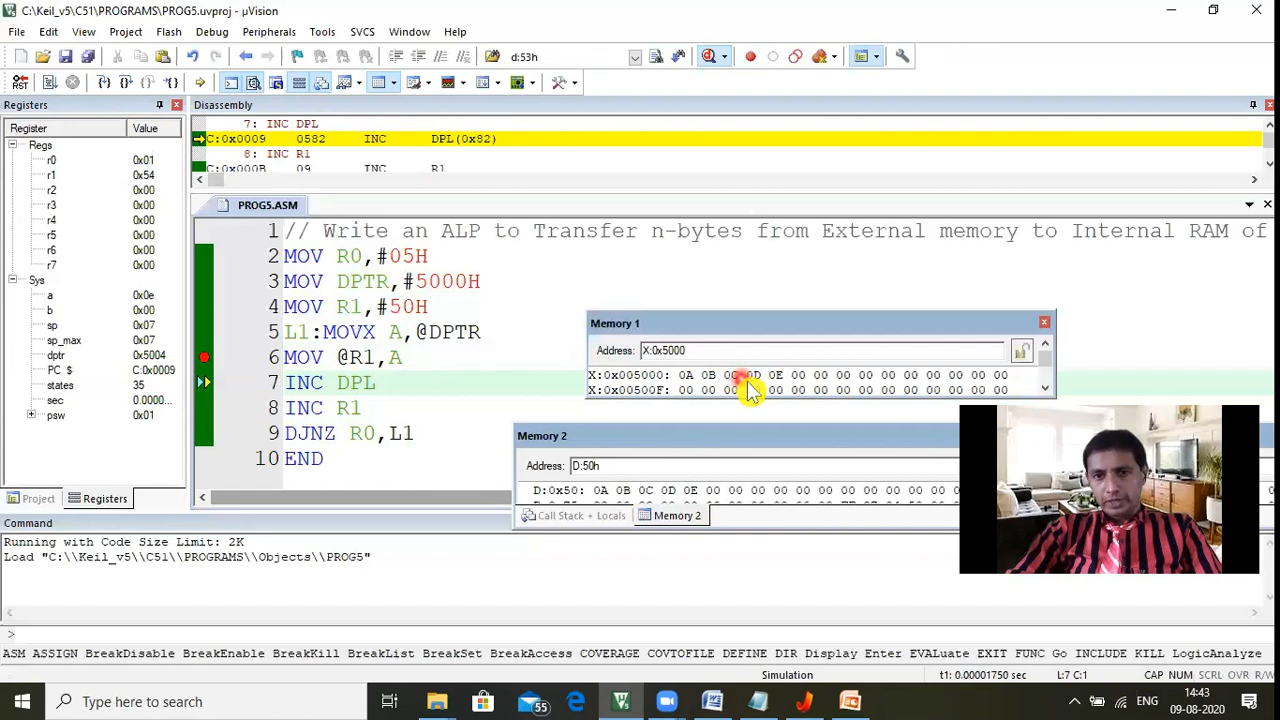 C:\Keil_v5\C51\PROGRAMS\PROG5.uvproj - µVision
File Edit View Project Flash Debug Peripherals Tools SVCS Window Help
d:53h
Registers
Register Value
Regs
r0 0x01
r1 0x54
r2 0x00
r3 0x00
r4 0x00
r5 0x00
r6 0x00
r7 0x00
Sys
a 0x0e
b 0x00
sp 0x07
sp_max 0x07
dptr 0x5004
PC $ C:0x0009
states 35
sec 0.0000...
psw 0x01
Project Registers
Disassembly
7: INC DPL
C:0x0009 0582 INC DPL(0x82)
8: INC R1
C:0x000B 09 INC R1
PROG5.ASM
1 // Write an ALP to Transfer n-bytes from External memory to Internal RAM of
2 MOV R0,#05H
3 MOV DPTR,#5000H
4 MOV R1,#50H
5 L1:MOVX A,@DPTR
6 MOV @R1,A
7 INC DPL
8 INC R1
9 DJNZ R0,L1
10 END
Memory 1
Address: X:0x5000
X:0x005000: 0A 0B 0C 0D 0E 00 00 00 00 00 00 00 00 00 00
X:0x00500F: 00 00 00 00 00 00 00 00 00 00 00 00
Memory 2
Address: D:50h
D:0x50: 0A 0B 0C 0D 0E 00 00 00 00 00 00 00 00 00 00 00
Call Stack + Locals Memory 2
Command
Running with Code Size Limit: 2K
Load "C:\\Keil_v5\\C51\\PROGRAMS\\Objects\\PROG5"
>
ASM ASSIGN BreakDisable BreakEnable BreakKill BreakList BreakSet BreakAccess COVERAGE COVTOFILE DEFINE DIR Display Enter EVALuate EXIT FUNC Go INCLUDE KILL LogicAnalyze
Simulation t1: 0.00001750 sec L:7 C:1 CAP NUM SCRL OVR R/W
Type here to search
55
ENG
14:43
09-08-2020